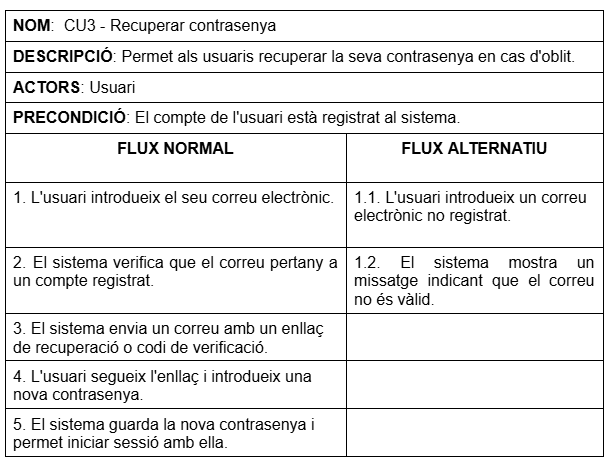 NOM: CU3 - Recuperar contrasenya
DESCRIPCIÓ: Permet als usuaris recuperar la seva contrasenya en cas d'oblit.
ACTORS: Usuari
PRECONDICIÓ: El compte de l'usuari està registrat al sistema.
FLUX NORMAL
FLUX ALTERNATIU
1. L'usuari introdueix el seu correu electrònic.
1.1. L'usuari introdueix un correu
electrònic no registrat.
2. El sistema verifica que el correu pertany a
un compte registrat.
1.2. El sistema mostra un
missatge indicant que el correu
no és vàlid.
3. El sistema envia un correu amb un enllaç
de recuperació o codi de verificació.
4. L'usuari segueix l'enllaç i introdueix una
nova contrasenya.
5. El sistema guarda la nova contrasenya i
permet iniciar sessió amb ella.